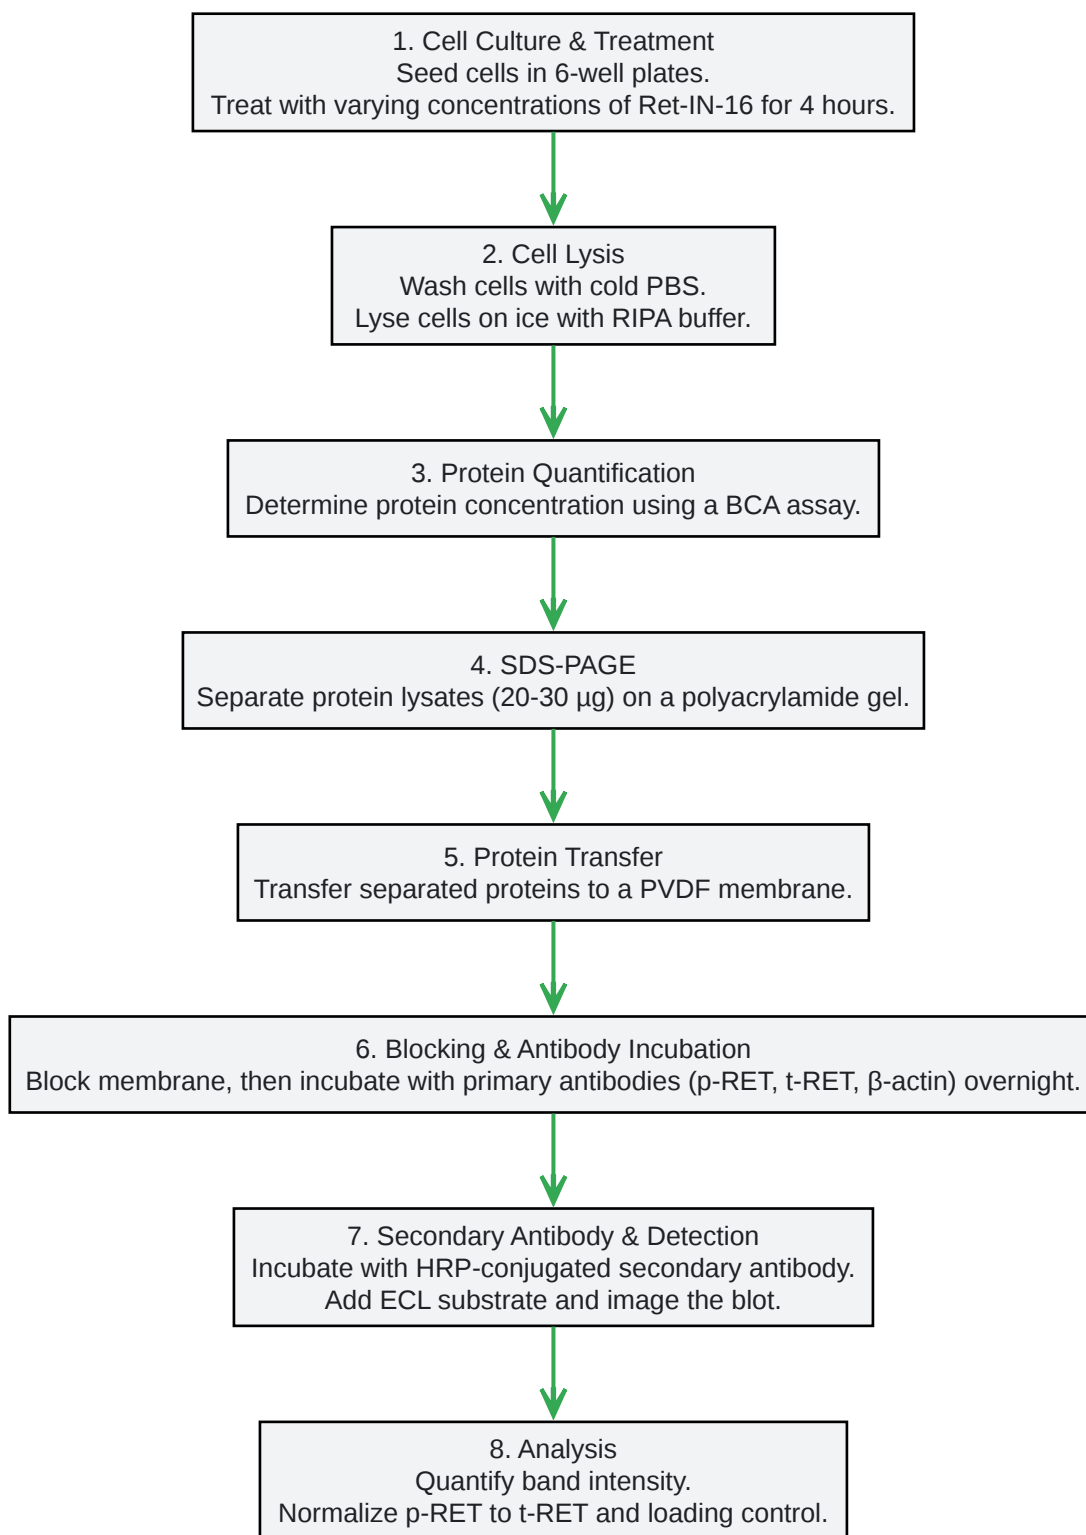 1. Cell Culture & Treatment
Seed cells in 6-well plates.
Treat with varying concentrations of Ret-IN-16 for 4 hours.
2. Cell Lysis
Wash cells with cold PBS.
Lyse cells on ice with RIPA buffer.
3. Protein Quantification
Determine protein concentration using a BCA assay.
4. SDS-PAGE
Separate protein lysates (20-30 µg) on a polyacrylamide gel.
5. Protein Transfer
Transfer separated proteins to a PVDF membrane.
6. Blocking & Antibody Incubation
Block membrane, then incubate with primary antibodies (p-RET, t-RET, β-actin) overnight.
7. Secondary Antibody & Detection
Incubate with HRP-conjugated secondary antibody.
Add ECL substrate and image the blot.
8. Analysis
Quantify band intensity.
Normalize p-RET to t-RET and loading control.